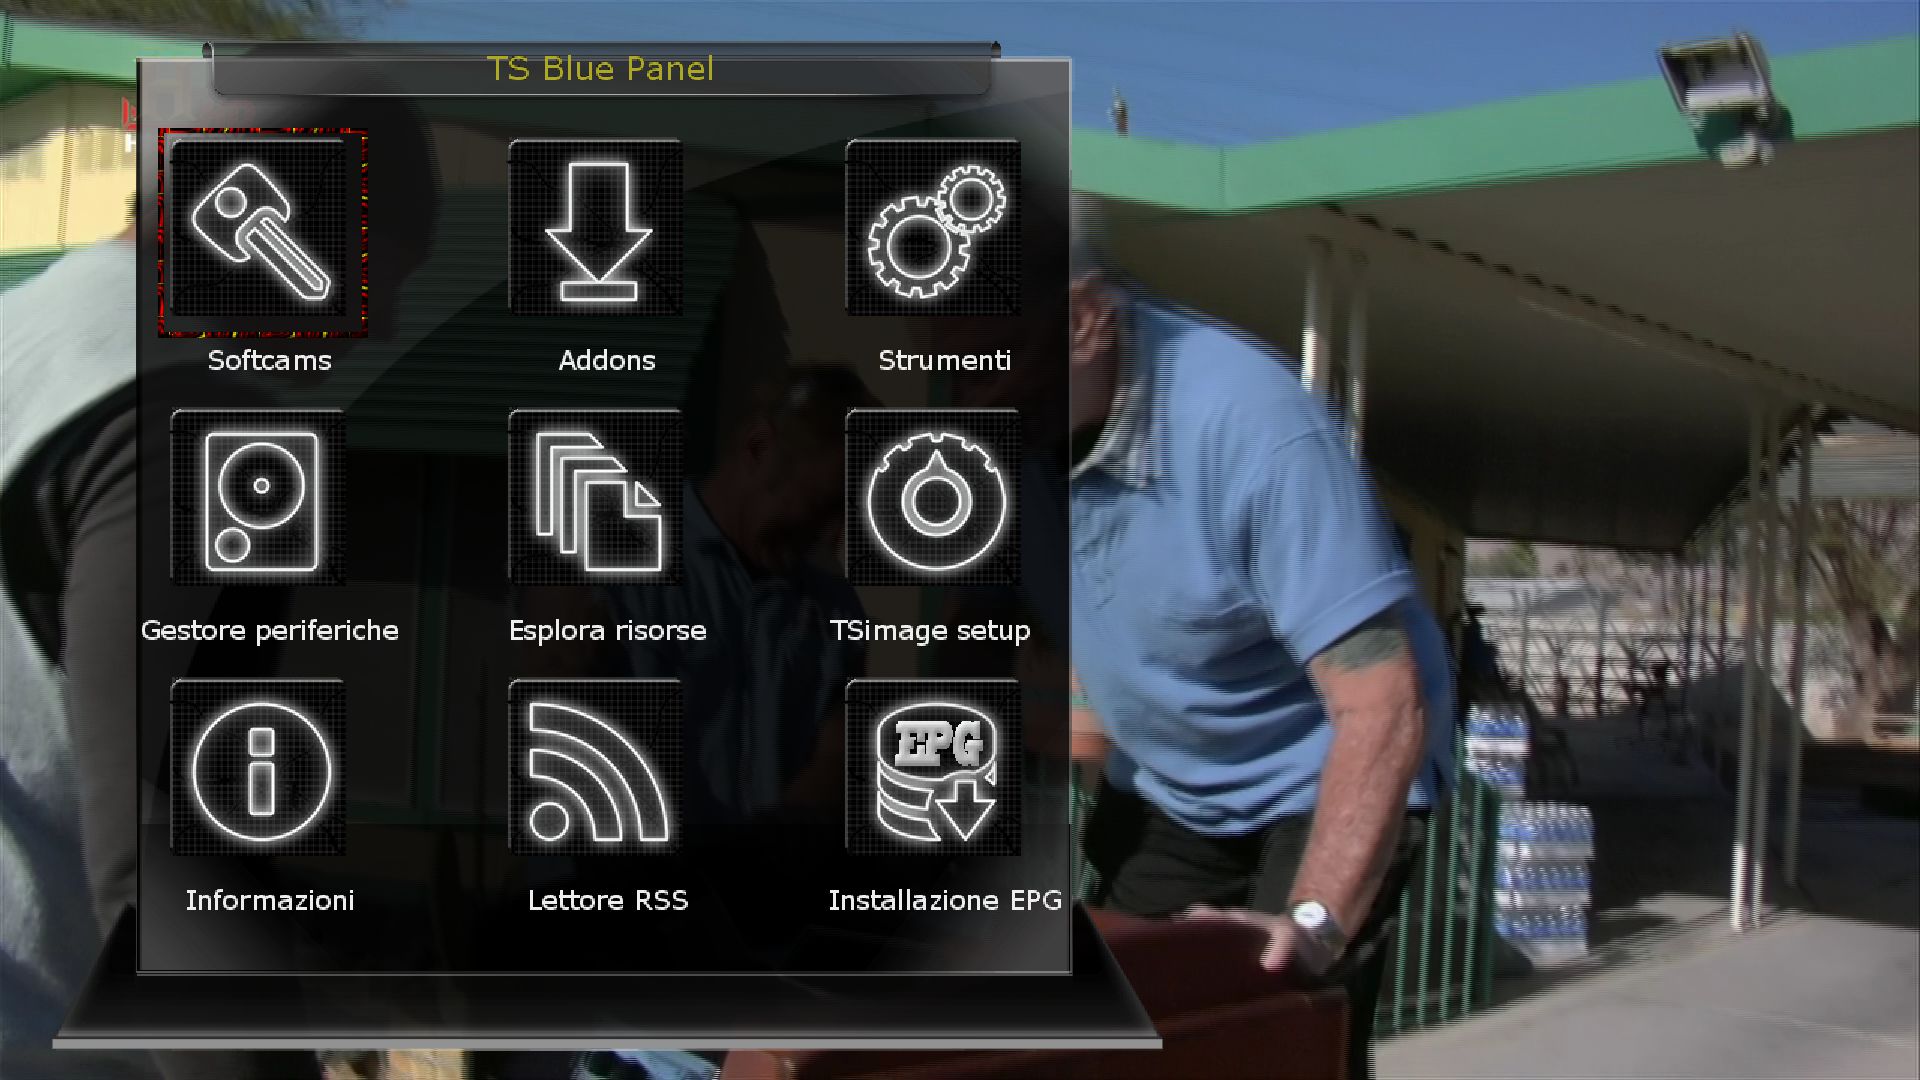 TS Blue Panel
Softcams
Addons
Strumenti
Gestore periferiche
Esplora risorse
TSimage setup
EPG
Informazioni
Lettore RSS
Installazione EPG